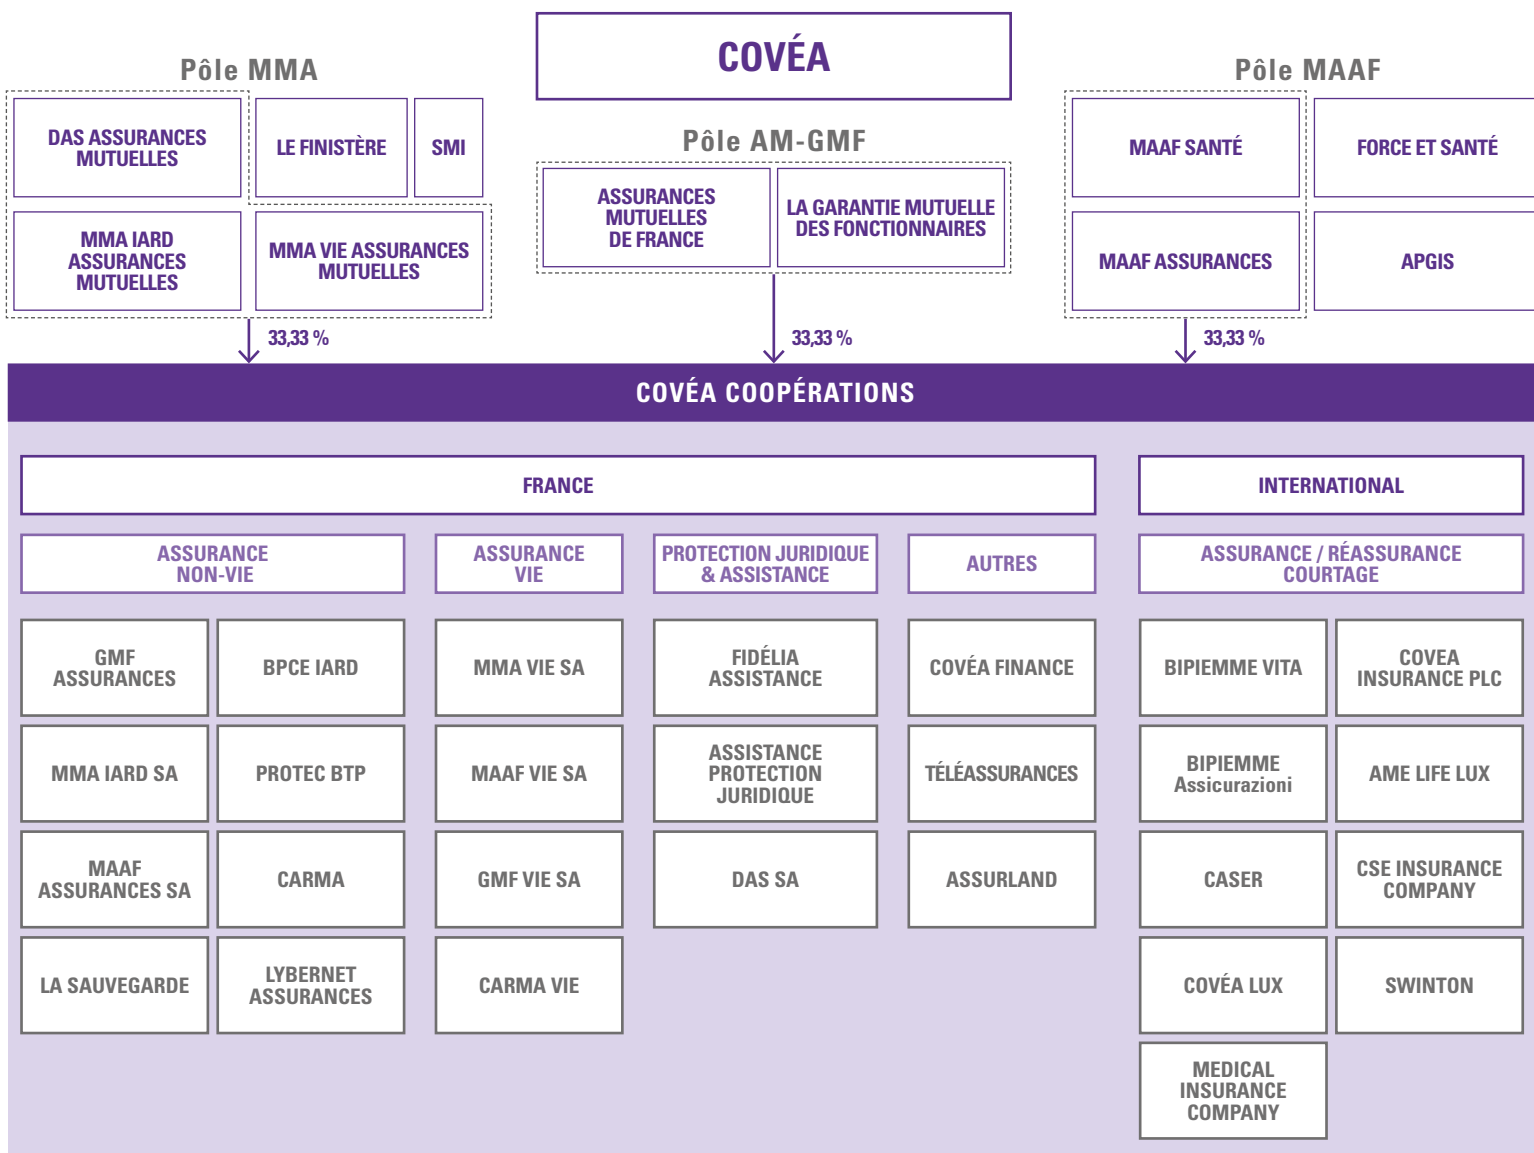 COVÉA
Pôle MMA
DAS ASSURANCES
MUTUELLES
LE FINISTÈRE
SMI
MMA IARD
ASSURANCES
MUTUELLES
MMA VIE ASSURANCES
MUTUELLES
33,33 %
Pôle AM-GMF
ASSURANCES
MUTUELLES
DE FRANCE
LA GARANTIE MUTUELLE
DES FONCTIONNAIRES
33,33 %
Pôle MAAF
MAAF SANTÉ
FORCE ET SANTÉ
MAAF ASSURANCES
APGIS
33,33 %
COVÉA COOPÉRATIONS
FRANCE
ASSURANCE
NON-VIE
GMF
ASSURANCES
BPCE IARD
MMA IARD SA
PROTEC BTP
MAAF
ASSURANCES SA
CARMA
LA SAUVEGARDE
LYBERNET
ASSURANCES
ASSURANCE
VIE
MMA VIE SA
MAAF VIE SA
GMF VIE SA
CARMA VIE
PROTECTION JURIDIQUE
& ASSISTANCE
FIDÉLIA
ASSISTANCE
ASSISTANCE
PROTECTION
JURIDIQUE
DAS SA
AUTRES
COVÉA FINANCE
TÉLÉASSURANCES
ASSURLAND
INTERNATIONAL
ASSURANCE / RÉASSURANCE
COURTAGE
BIPIEMME VITA
COVEA
INSURANCE PLC
BIPIEMME
Assicurazioni
AME LIFE LUX
CASER
CSE INSURANCE
COMPANY
COVÉA LUX
SWINTON
MEDICAL
INSURANCE
COMPANY